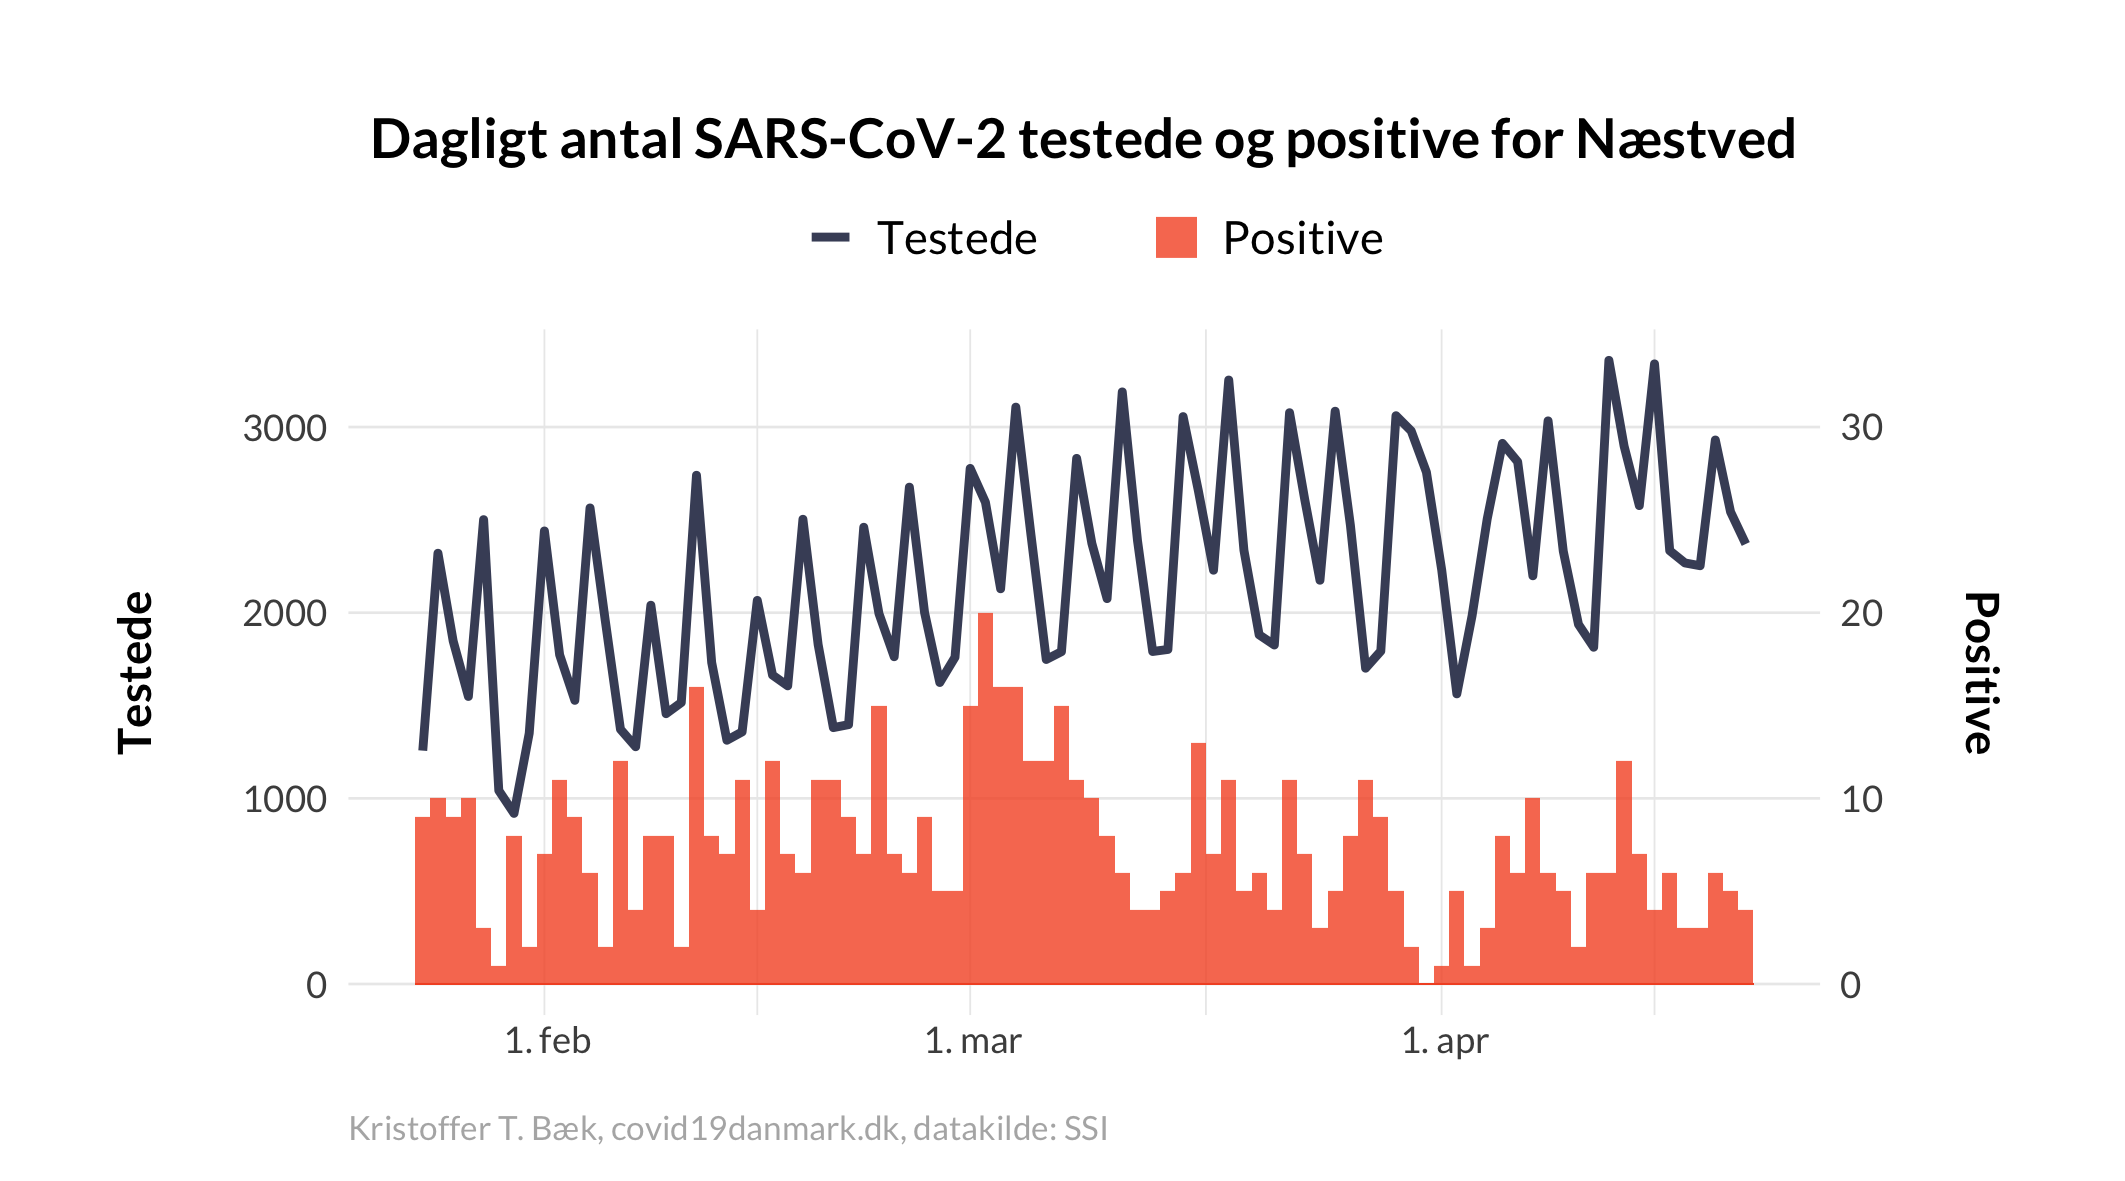 Dagligt antal SARS-CoV-2 testede og positive for Næstved
Testede
Positive
3000
2000
1000
0
30
20
10
0
Testede
Positive
1. feb
1. mar
1. apr
Kristoffer T. Bæk, covid19danmark.dk, datakilde: SSI